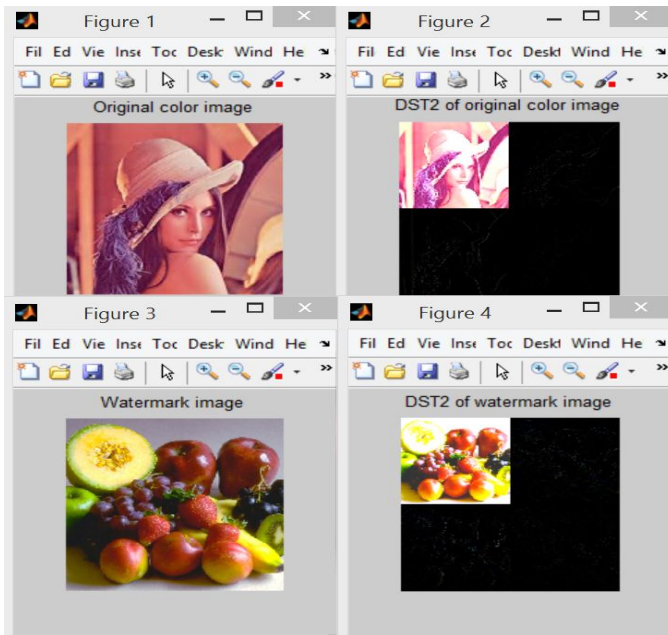 Figure 1
Fil Ed Vie Inse Toc Desk Wind He
Original color image
Figure 2
Fil Ed Vie Inse Toc Deskt Wind He
DST2 of original color image
Figure 3
Fil Ed Vie Inse Toc Desk Wind He
Watermark image
Figure 4
Fil Ed Vie Inse Toc Deskt Wind He
DST2 of watermark image